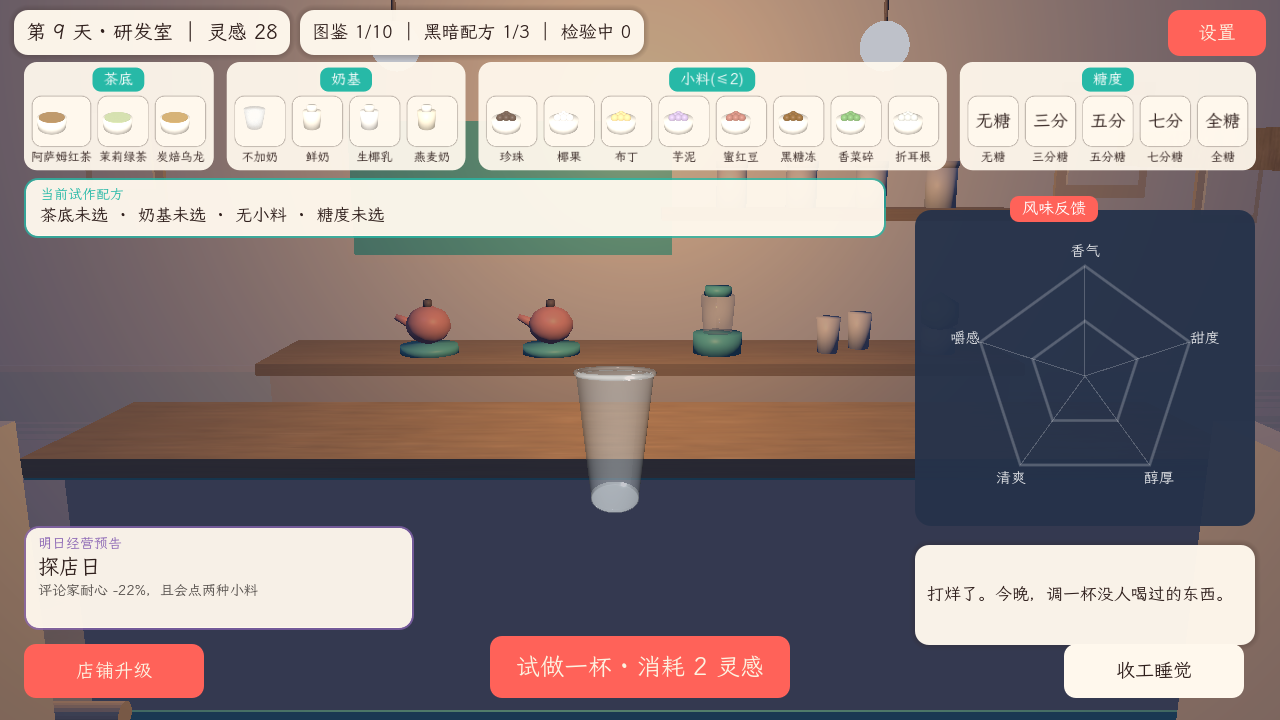 第 9 天·研发室 ｜ 灵感 28
图鉴 1/10 ｜ 黑暗配方 1/3 ｜ 检验中 0
设置
茶底
阿萨姆红茶
茉莉绿茶
炭焙乌龙
奶基
不加奶
鲜奶
生椰乳
燕麦奶
小料(≤2)
珍珠
椰果
布丁
芋泥
蜜红豆
黑糖冻
香菜碎
折耳根
糖度
无糖
三分
五分
七分
全糖
无糖
三分糖
五分糖
七分糖
全糖
当前试作配方
茶底未选 · 奶基未选 · 无小料 · 糖度未选
风味反馈
香气
嚼感
甜度
清爽
醇厚
明日经营预告
探店日
评论家耐心 -22%，且会点两种小料
打烊了。今晚，调一杯没人喝过的东西。
店铺升级
试做一杯·消耗 2 灵感
收工睡觉